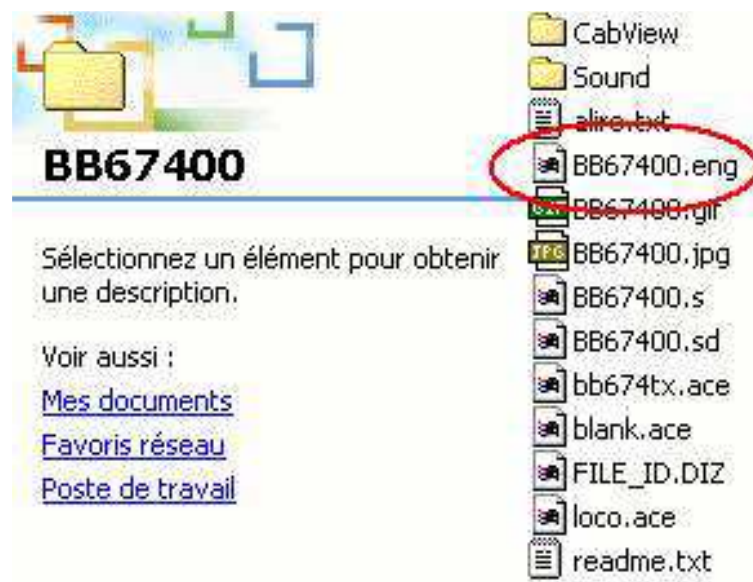 BB67400
Sélectionnez un élément pour obtenir
une description.
Voir aussi :
Mes documents
Favoris réseau
Poste de travail
CabView
Sound
aliro.txt
BB67400.eng
BB67400.gif
BB67400.jpg
BB67400.s
BB67400.sd
bb674tx.ace
blank.ace
FILE_ID.DIZ
loco.ace
readme.txt